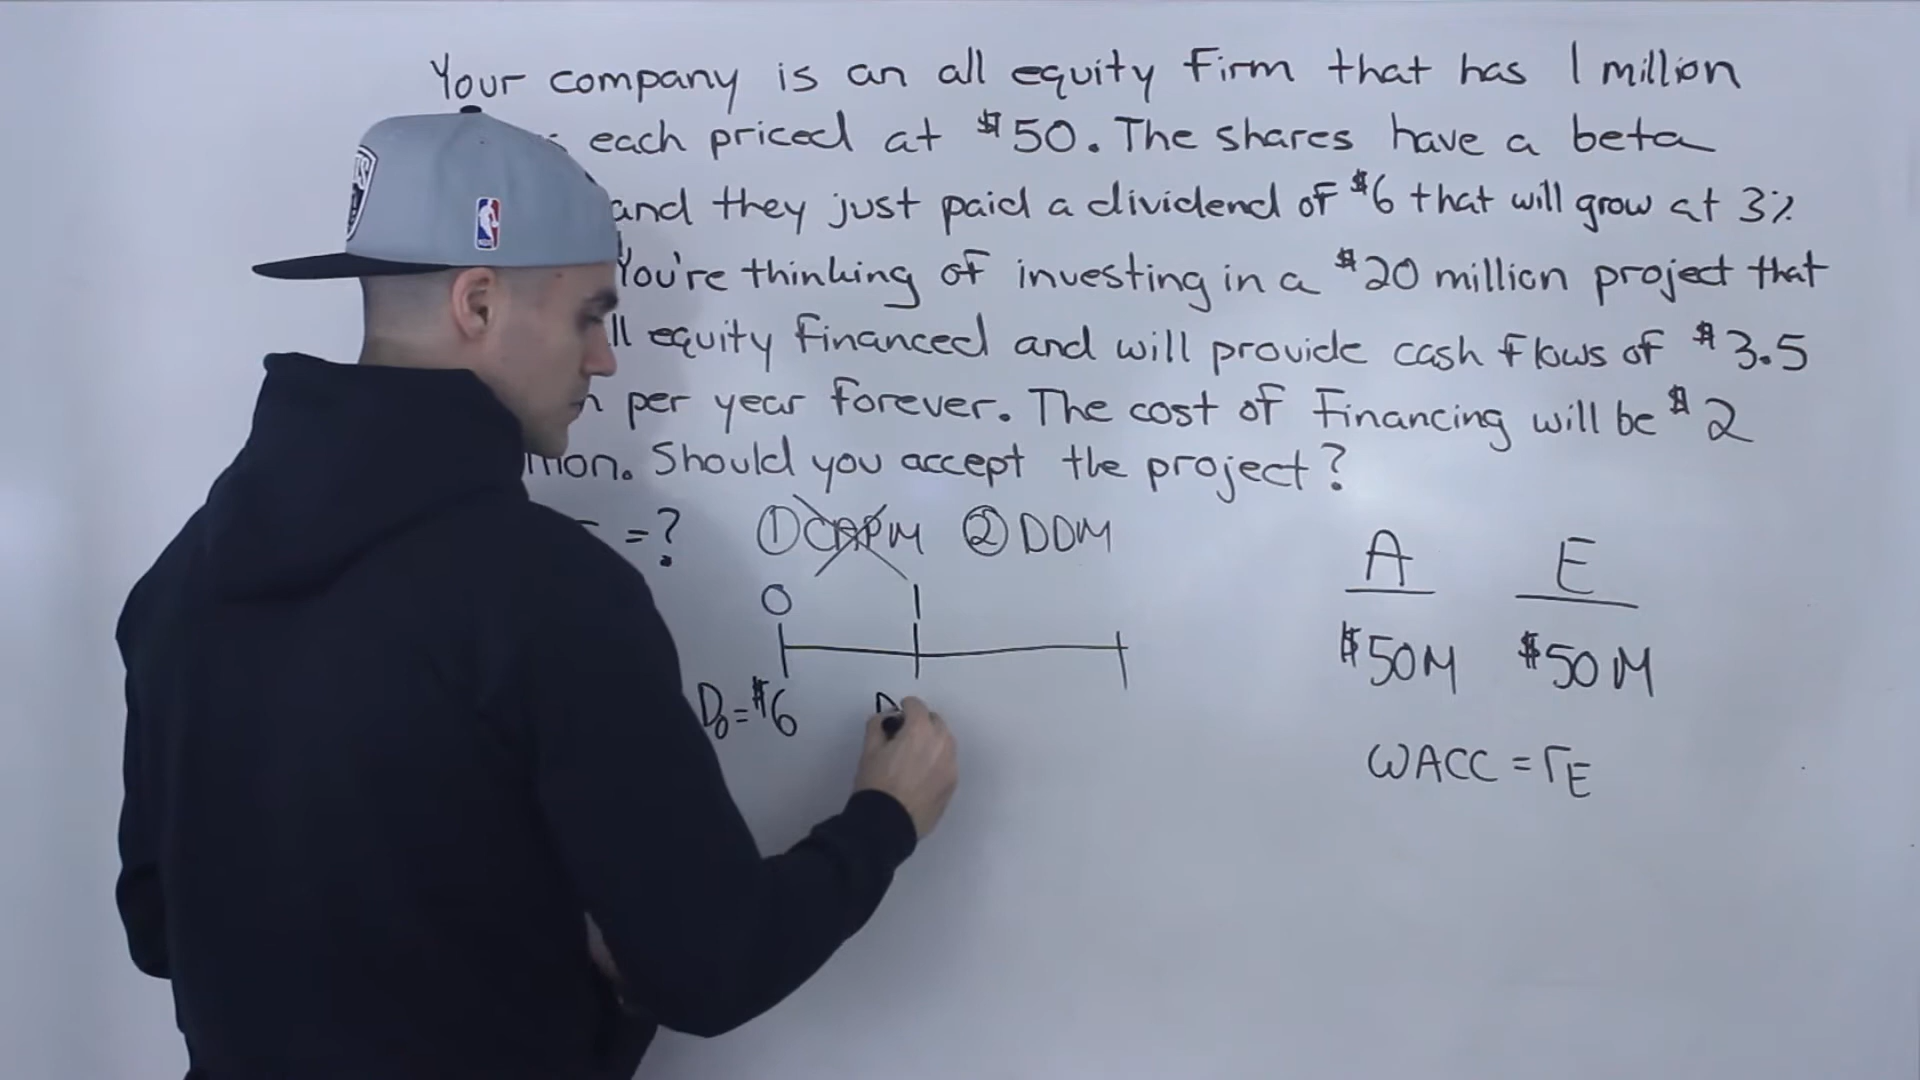 Your company is an all equity firm that has 1 million
each priced at $50. The shares have a beta
and they just paid a dividend of $6 that will grow at 3%
You're thinking of investing in a $20 million project that
ll equity financed and will provide cash flows of $3.5
n per year forever. The cost of financing will be $2
on. Should you accept the project?
=? ① CAPM ② DDM
A E
0 1
$50M $50M
D₀=$6 D
WACC = rE